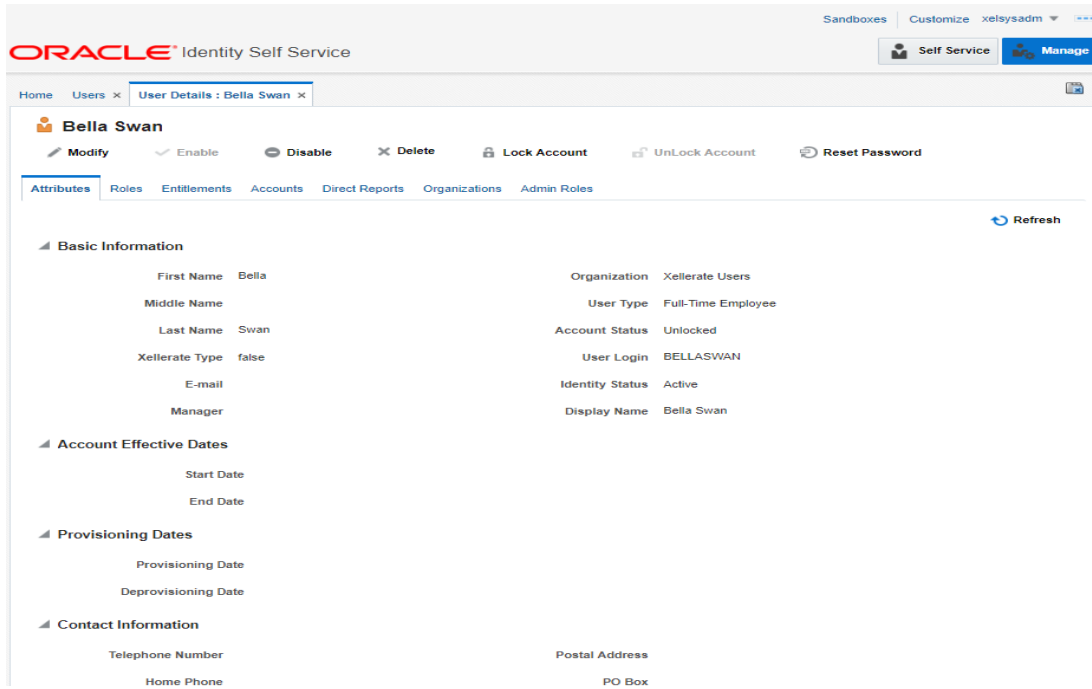 Sandboxes Customize xelsysadm
ORACLE Identity Self Service Self Service Manage
Home Users × User Details : Bella Swan ×
Bella Swan
Modify Enable Disable Delete Lock Account UnLock Account Reset Password
Attributes Roles Entitlements Accounts Direct Reports Organizations Admin Roles
Refresh
Basic Information
First Name Bella Organization Xellerate Users
Middle Name User Type Full-Time Employee
Last Name Swan Account Status Unlocked
Xellerate Type false User Login BELLASWAN
E-mail Identity Status Active
Manager Display Name Bella Swan
Account Effective Dates
Start Date
End Date
Provisioning Dates
Provisioning Date
Deprovisioning Date
Contact Information
Telephone Number Postal Address
Home Phone PO Box